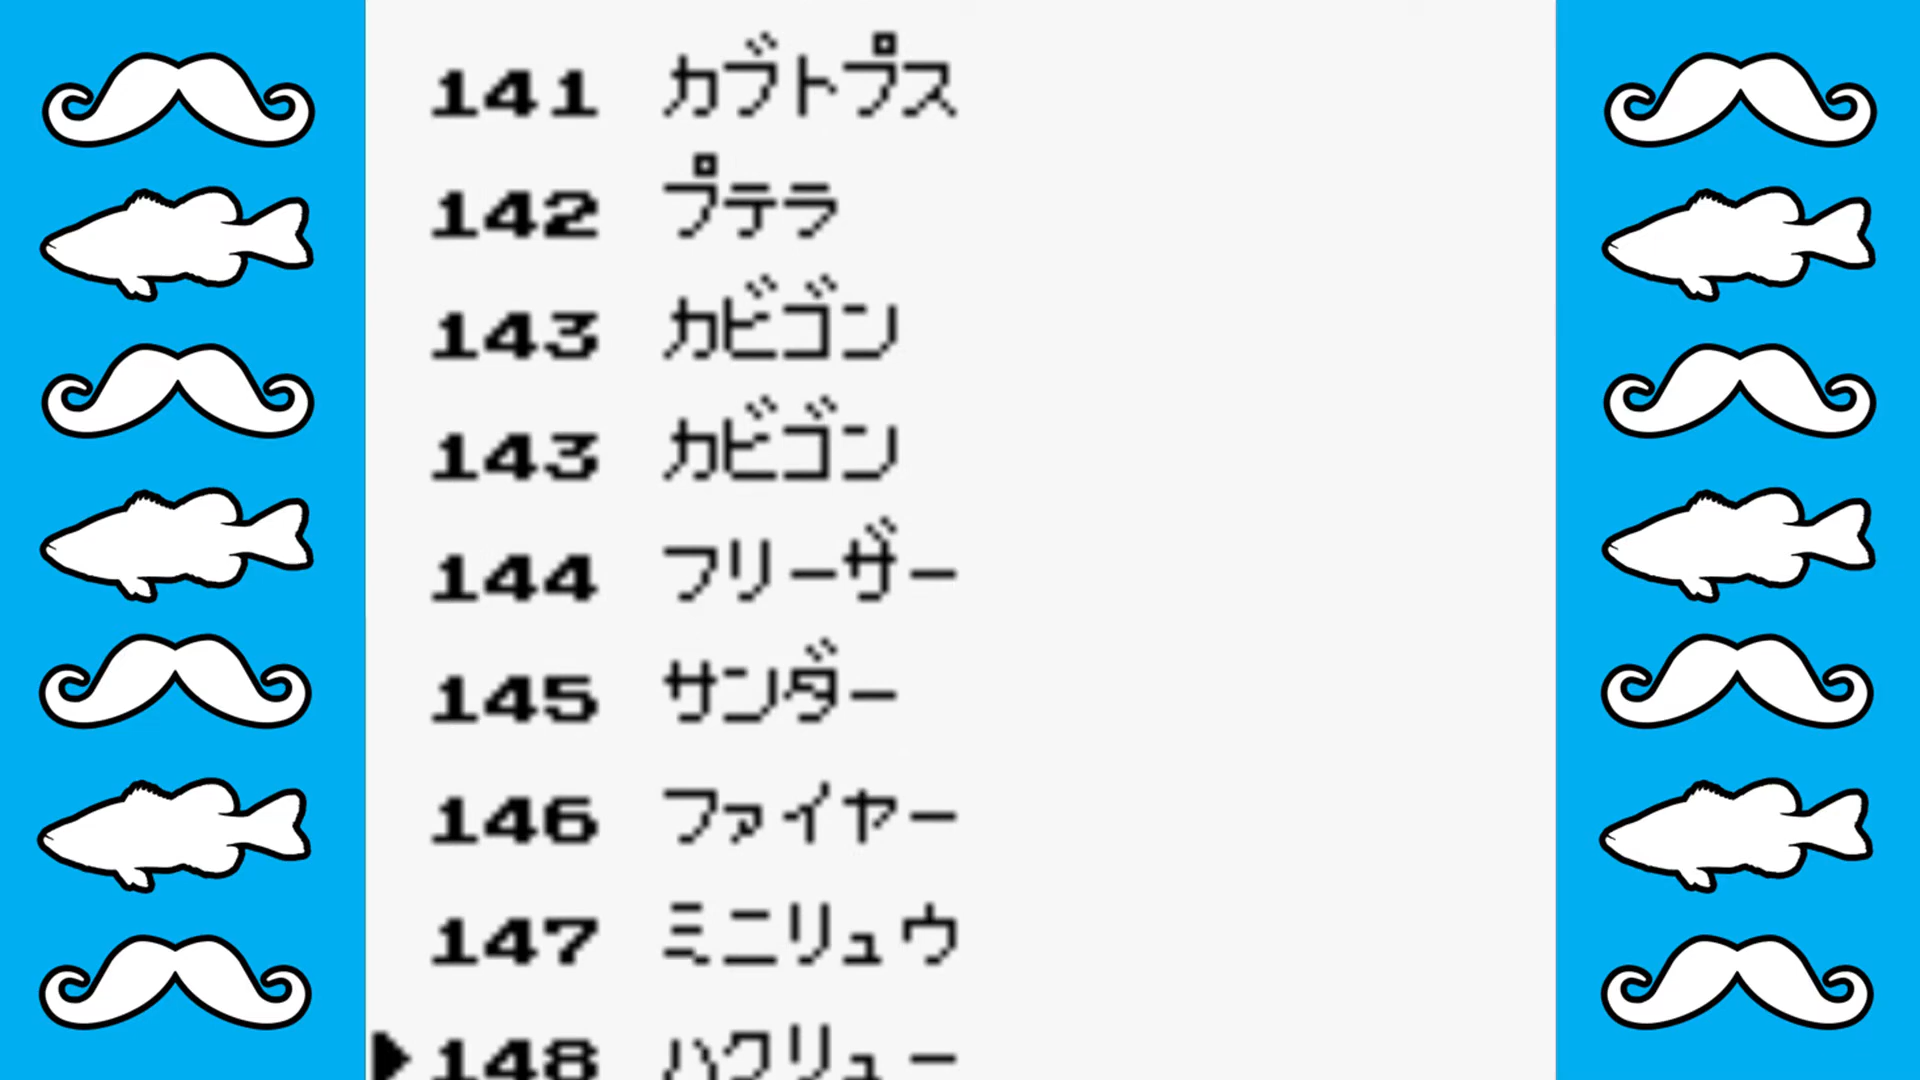 141 カブトプス
142 プテラ
143 カビゴン
143 カビゴン
144 フリーザー
145 サンダー
146 ファイヤー
147 ミニリュウ
▶148 ハクリュー